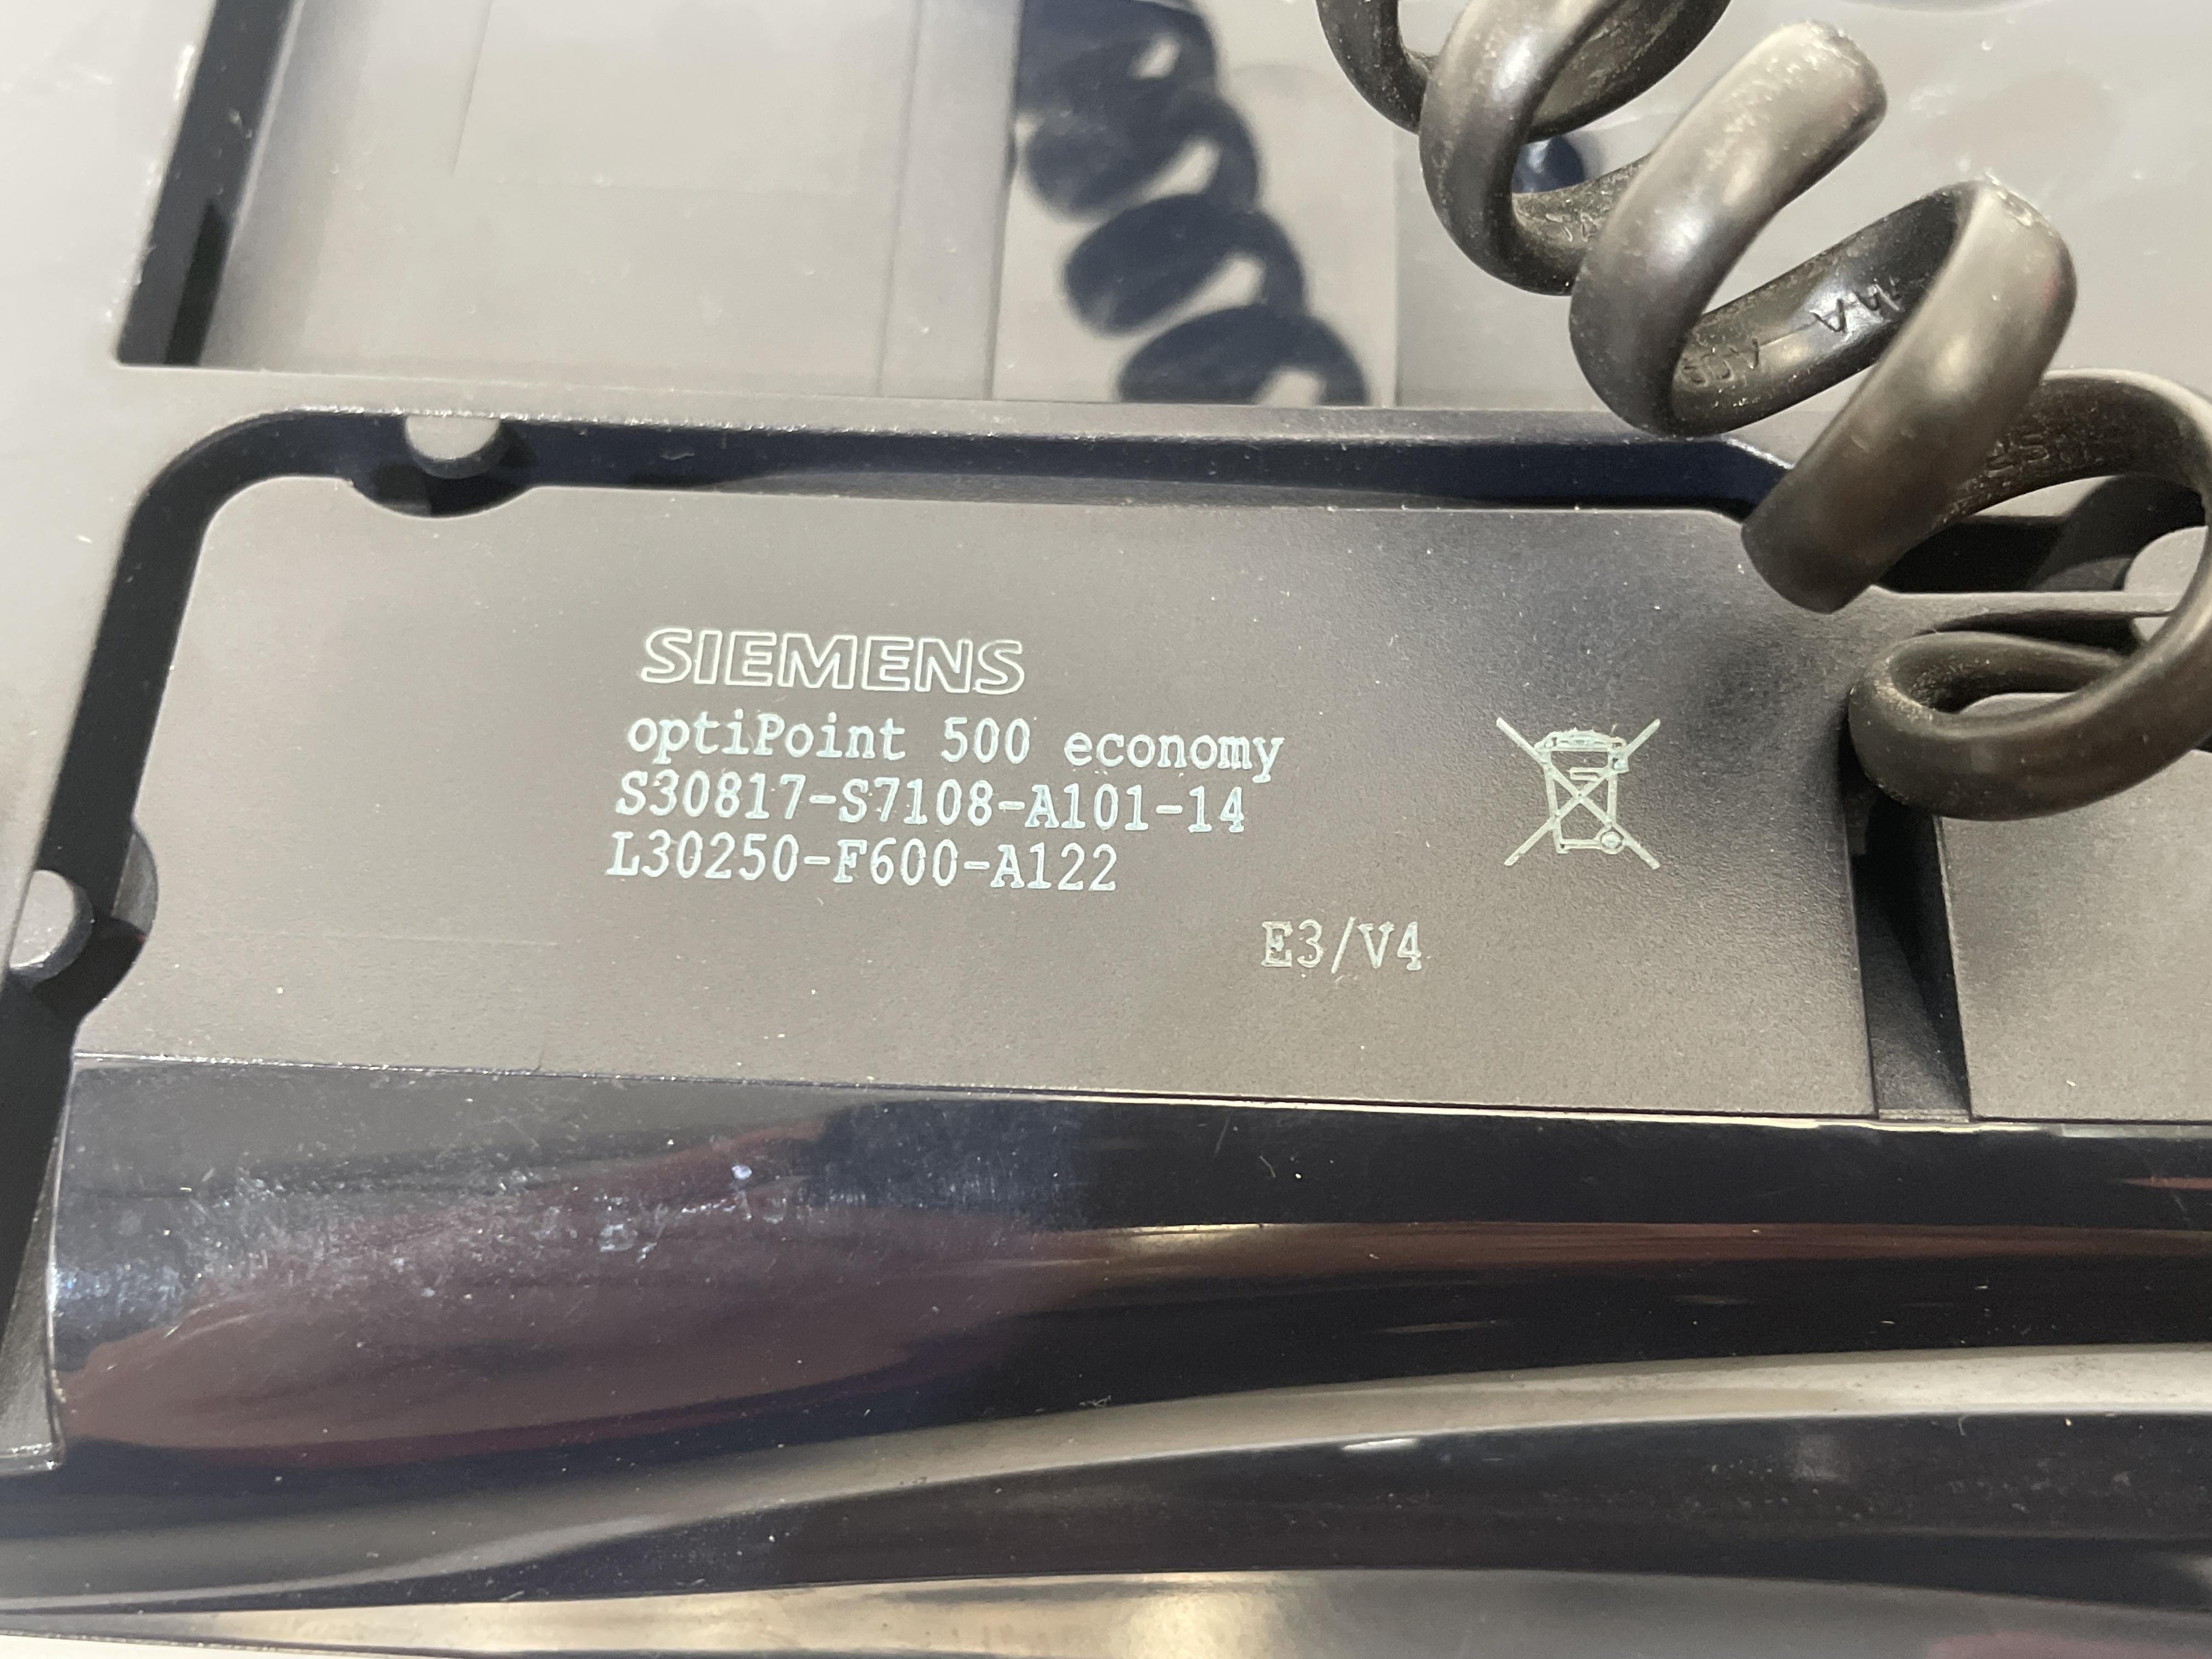 SIEMENS
optiPoint 500 economy
S30817-S7108-A101-14
L30250-F600-A122
E3/V4